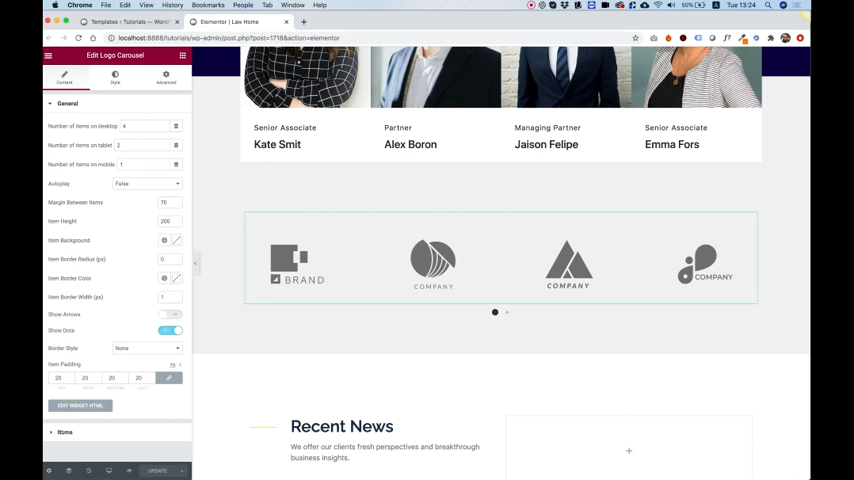 Chrome File Edit View History Bookmarks People Tab Window Help
55% Tue 13:24
Templates ‹ Tutorials — WordPr
Elementor | Law Home
localhost:8888/tutorials/wp-admin/post.php?post=1718&action=elementor
Edit Logo Carousel
Content Style Advanced
General
Number of items on desktop 4
Number of items on tablet 2
Number of items on mobile 1
Autoplay False
Margin Between Items 70
Item Height 200
Item Background
Item Border Radius (px) 0
Item Border Color
Item Border Width (px) 1
Show Arrows
Show Dots
Border Style None
Item Padding
20 20 20 20
TOP RIGHT BOTTOM LEFT
EDIT WIDGET HTML
Items
UPDATE
Senior Associate Partner Managing Partner Senior Associate
Kate Smit Alex Boron Jaison Felipe Emma Fors
BRAND COMPANY COMPANY COMPANY
Recent News
We offer our clients fresh perspectives and breakthrough
business insights.